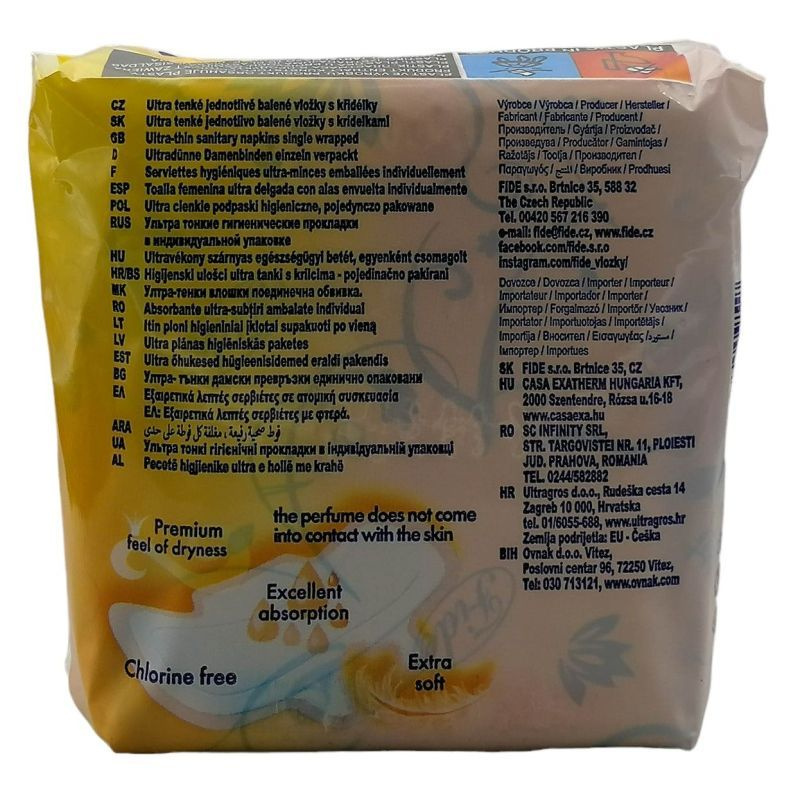 PLASTIC IN PRODUCT
CZ Ultra tenké jednotlivě balené vložky s křidélky
SK Ultra tenké jednotlivo balené vložky s krídelkami
GB Ultra-thin sanitary napkins single wrapped
D Ultradünne Damenbinden einzeln verpackt
F Serviettes hygiéniques ultra-minces emballées individuellement
ESP Toalla femenina ultra delgada con alas envuelta individualmente
POL Ultra cienkie podpaski higieniczne, pojedynczo pakowane
RUS Ультра тонкие гигиенические прокладки
в индивидуальной упаковке
HU Ultravékony szárnyas egészségügyi betét, egyenként csomagolt
HR/BS Higijenski ulošci ultra tanki s krilcima - pojedinačno pakirani
MK Ултра-тенки влошки поединечна обвивка.
RO Absorbante ultra-subțiri ambalate individual
LT Itin ploni higieniniai įklotai supakuoti po vieną
LV Ultra plānas higiēniskās paketes
EST Ultra õhukesed hügieenisidemed eraldi pakendis
BG Ултра- тънки дамски превръзки единично опаковани
ΕΛ Εξαιρετικά λεπτές σερβιέτες σε ατομική συσκευασία
ΕΛ: Εξαιρετικά λεπτές σερβιέτες με φτερά.
ARA فوط صحية رفيعة، مغلفة كل فوطة على حدى
UA Ультра тонкі гігієнічні прокладки в індивідуальній упаковці
AL Pecetë higjienike ultra e hollë me krahë
Premium
feel of dryness
the perfume does not come
into contact with the skin
Excellent
absorption
Chlorine free
Extra
soft
Výrobce / Výrobca / Producer / Hersteller /
Fabricant / Fabricante / Producent /
Производитель / Gyártja / Proizvođač /
Произведува / Producător / Gamintojas /
Ražotājs / Tootja / Производител /
Παραγωγός / المنتج / Виробник / Prodhuesi
FIDE s.r.o. Brtnice 35, 588 32
The Czech Republic
Tel. 00420 567 216 390
e-mail: fide@fide.cz, www.fide.cz
facebook.com/fide.s.r.o
instagram.com/fide_vlozky/
Dovozce / Dovozca / Importer / Importeur /
Importateur / Importador / Importer /
Импортер / Forgalmazó / Importör / Увозник /
Importator / Importuotojas / Importētājs /
Importija / Вносител / Εισαγωγέας / مستورد /
Імпортер / Importues
SK FIDE s.r.o. Brtnice 35, CZ
HU CASA EXATHERM HUNGARIA KFT,
2000 Szentendre, Rózsa u.16-18
www.casaexa.hu
RO SC INFINITY SRL,
STR. TARGOVISTEI NR. 11, PLOIESTI
JUD. PRAHOVA, ROMANIA
TEL. 0244/582882
HR Ultragros d.o.o., Rudeška cesta 14
Zagreb 10 000, Hrvatska
tel. 01/6055-688, www.ultragros.hr
Zemlja podrijetla: EU - Češka
BIH Ovnak d.o.o. Vitez,
Poslovni centar 96, 72250 Vitez,
Tel: 030 713121, www.ovnak.com